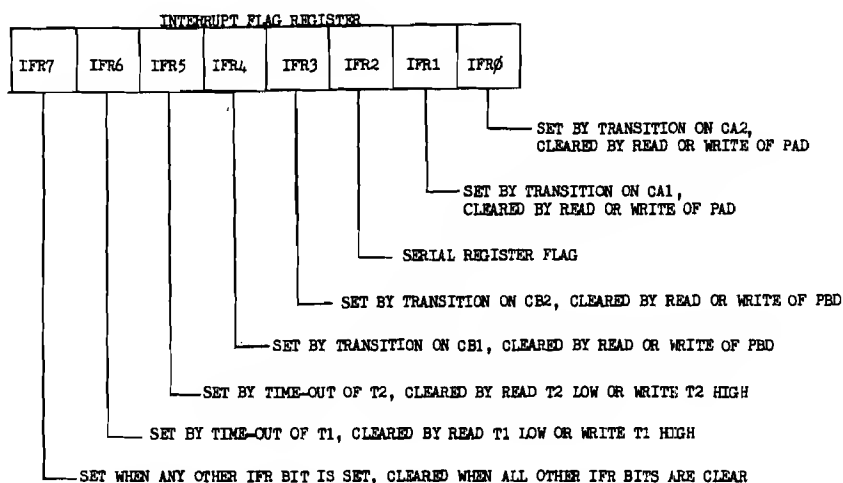 INTERRUPT FLAG REGISTER
IFR7 IFR6 IFR5 IFR4 IFR3 IFR2 IFR1 IFRØ
SET BY TRANSITION ON CA2,
CLEARED BY READ OR WRITE OF PAD
SET BY TRANSITION ON CA1,
CLEARED BY READ OR WRITE OF PAD
SERIAL REGISTER FLAG
SET BY TRANSITION ON CB2, CLEARED BY READ OR WRITE OF PBD
SET BY TRANSITION ON CB1, CLEARED BY READ OR WRITE OF PBD
SET BY TIME-OUT OF T2, CLEARED BY READ T2 LOW OR WRITE T2 HIGH
SET BY TIME-OUT OF T1, CLEARED BY READ T1 LOW OR WRITE T1 HIGH
SET WHEN ANY OTHER IFR BIT IS SET, CLEARED WHEN ALL OTHER IFR BITS ARE CLEAR